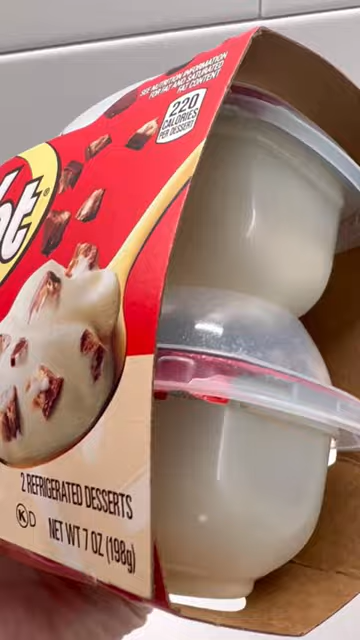 SEE NUTRITION INFORMATION
FOR FAT AND SATURATED
FAT CONTENT
220
CALORIES
PER DESSERT
®
2 REFRIGERATED DESSERTS
K D
NET WT 7 OZ (198g)